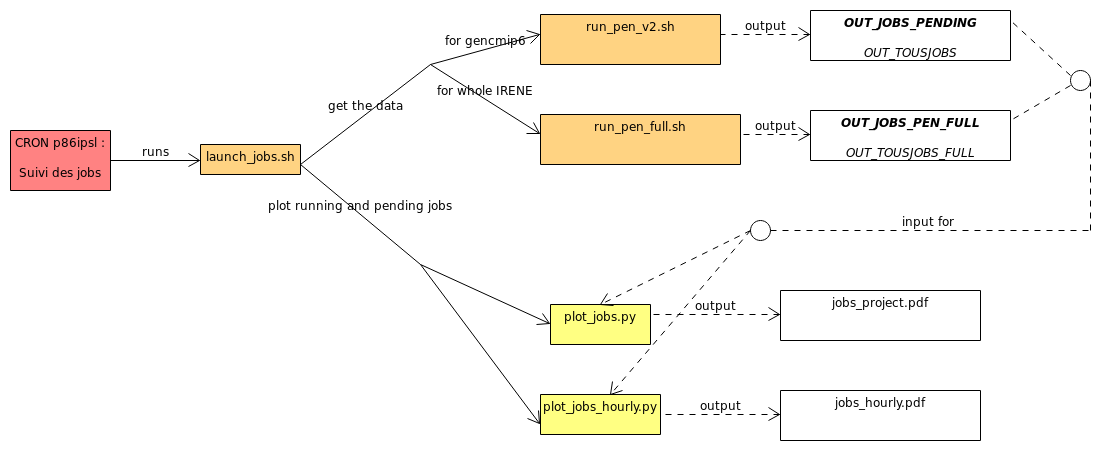 CRON p86ipsl :
Suivi des jobs
runs
launch_jobs.sh
get the data
for gencmip6
for whole IRENE
run_pen_v2.sh
output
OUT_JOBS_PENDING
OUT_TOUSJOBS
run_pen_full.sh
output
OUT_JOBS_PEN_FULL
OUT_TOUSJOBS_FULL
plot running and pending jobs
input for
plot_jobs.py
output
jobs_project.pdf
plot_jobs_hourly.py
output
jobs_hourly.pdf